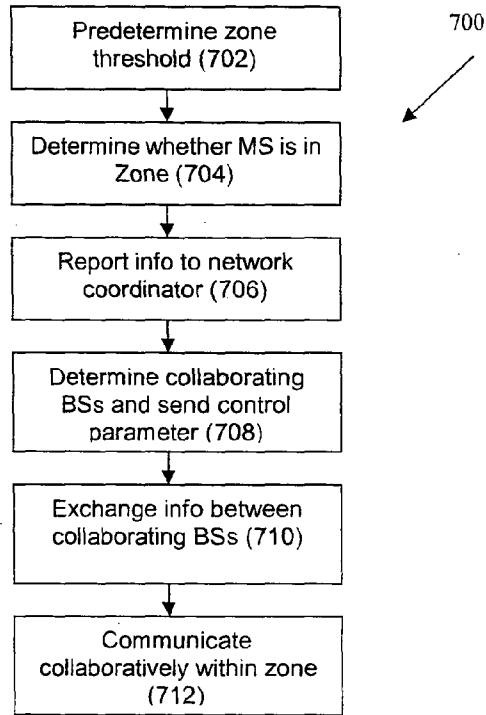 Predetermine zone
threshold (702)
700
Determine whether MS is in
Zone (704)
Report info to network
coordinator (706)
Determine collaborating
BSs and send control
parameter (708)
Exchange info between
collaborating BSs (710)
Communicate
collaboratively within zone
(712)